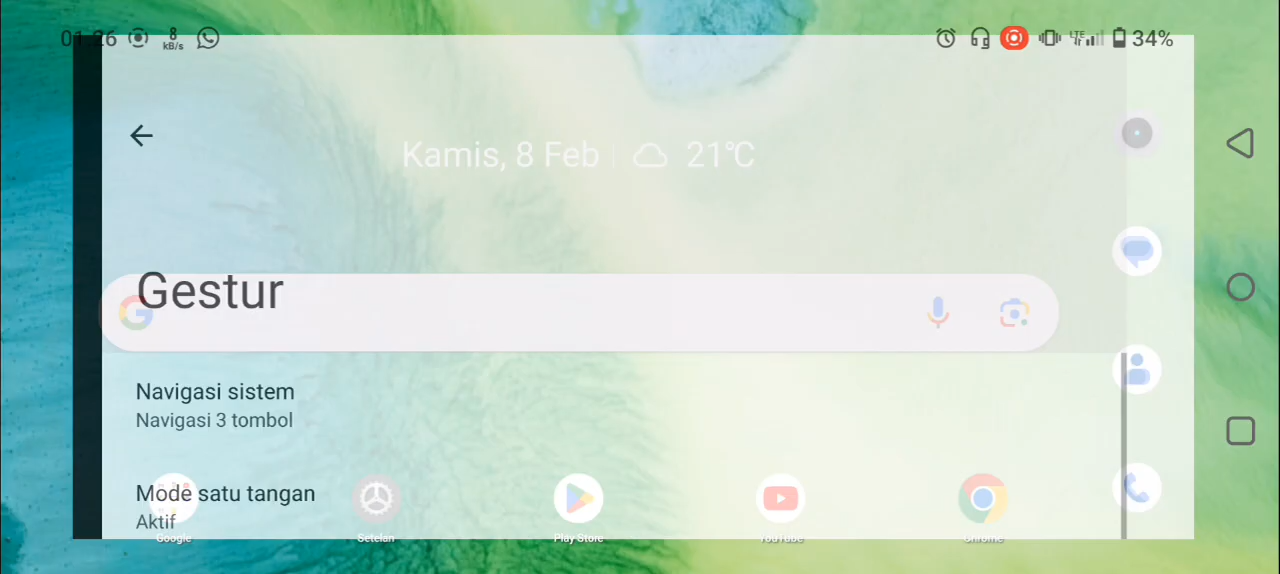 01:26
8
kB/s
LTE
34%
Kamis, 8 Feb
21°C
Gestur
Navigasi sistem
Navigasi 3 tombol
Mode satu tangan
Aktif
Google
Setelan
Play Store
YouTube
Chrome